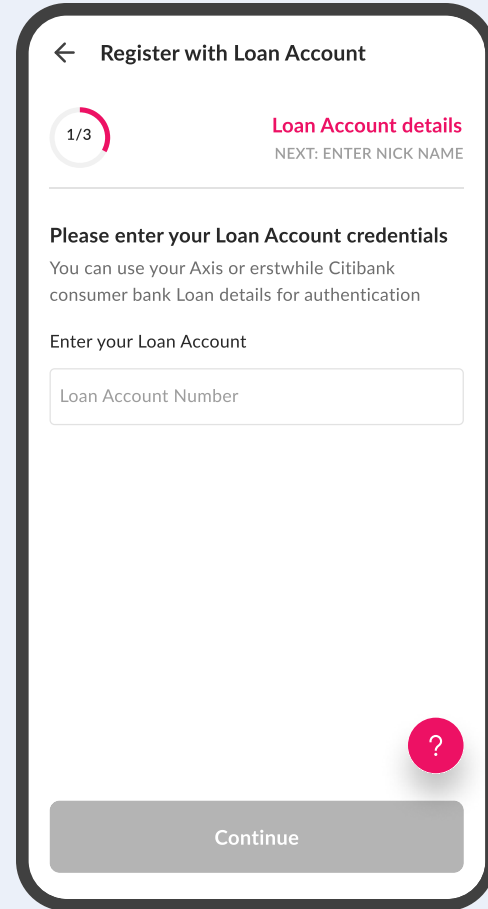 Register with Loan Account
1/3
Loan Account details
NEXT: ENTER NICK NAME
Please enter your Loan Account credentials
You can use your Axis or erstwhile Citibank
consumer bank Loan details for authentication
Enter your Loan Account
Loan Account Number
?
Continue